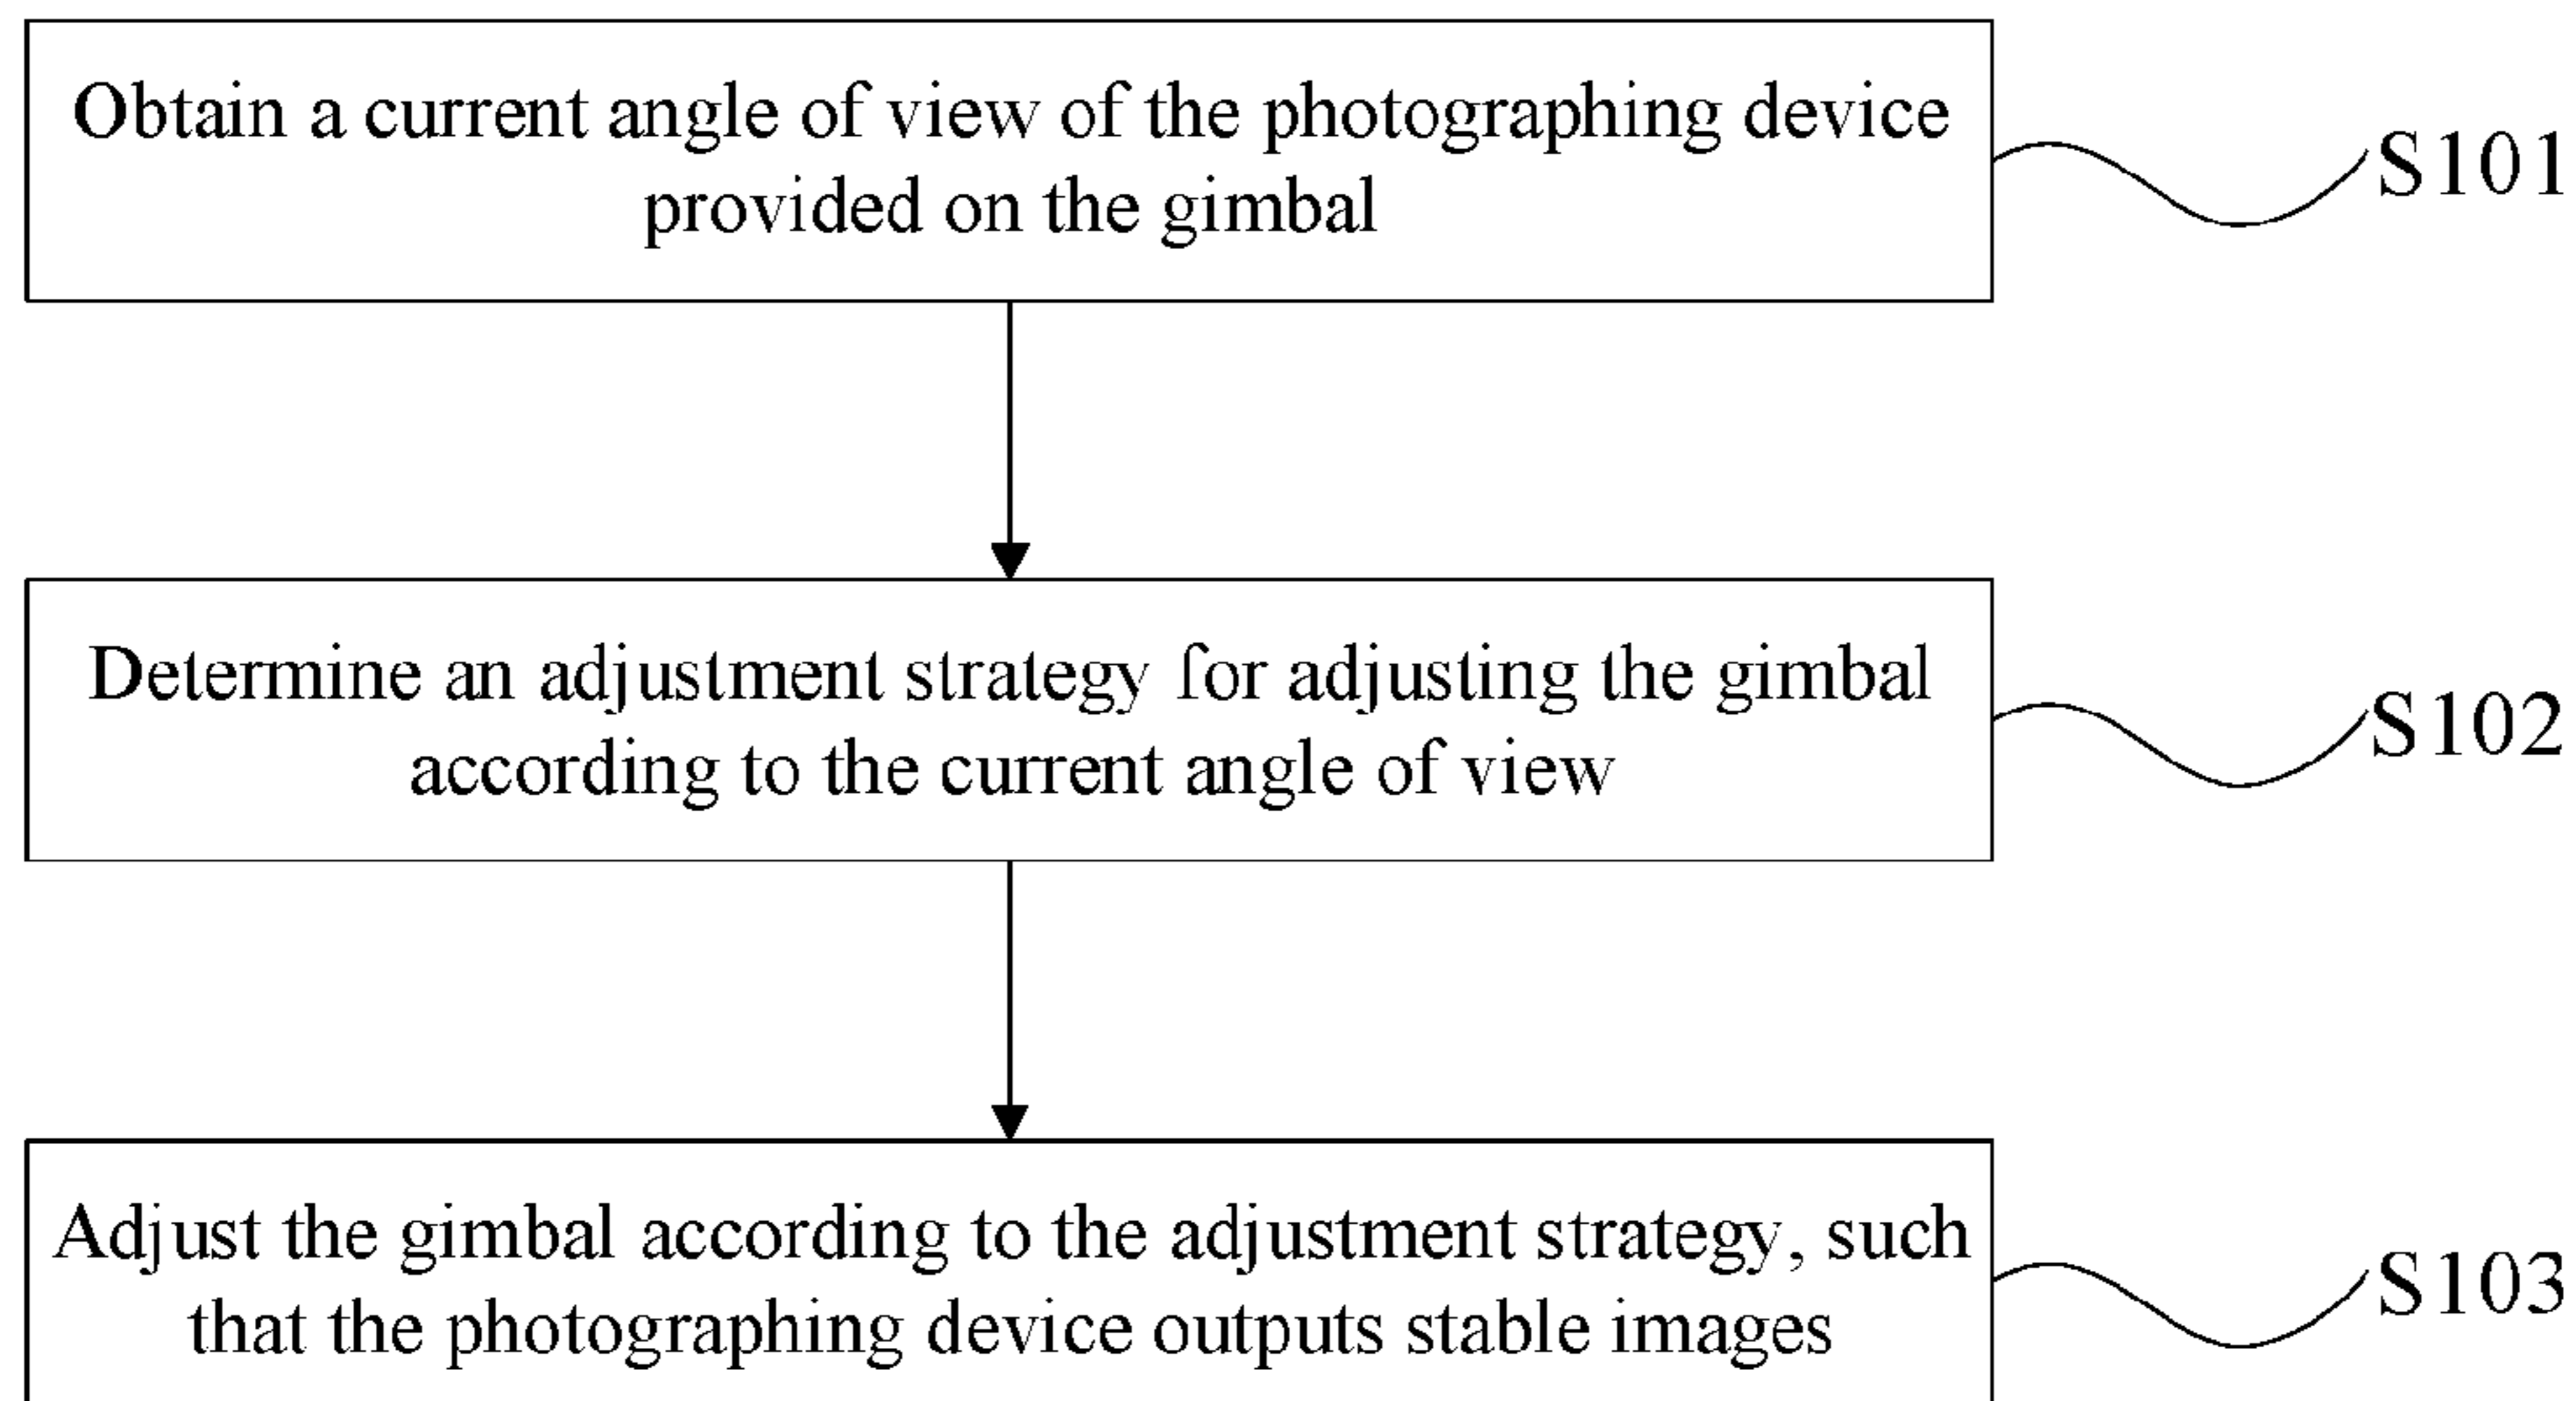 Obtain a current angle of view of the photographing device
provided on the gimbal
S101
Determine an adjustment strategy for adjusting the gimbal
according to the current angle of view
S102
Adjust the gimbal according to the adjustment strategy, such
that the photographing device outputs stable images
S103